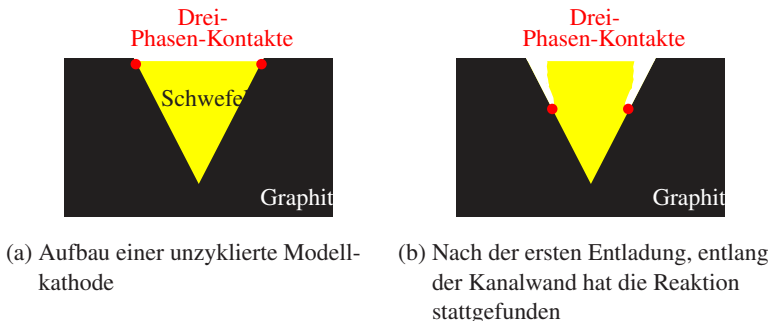 Drei-
Phasen-Kontakte
Schwefel
Graphit
(a) Aufbau einer unzyklierte Modell-
kathode
Drei-
Phasen-Kontakte
Graphit
(b) Nach der ersten Entladung, entlang
der Kanalwand hat die Reaktion
stattgefunden